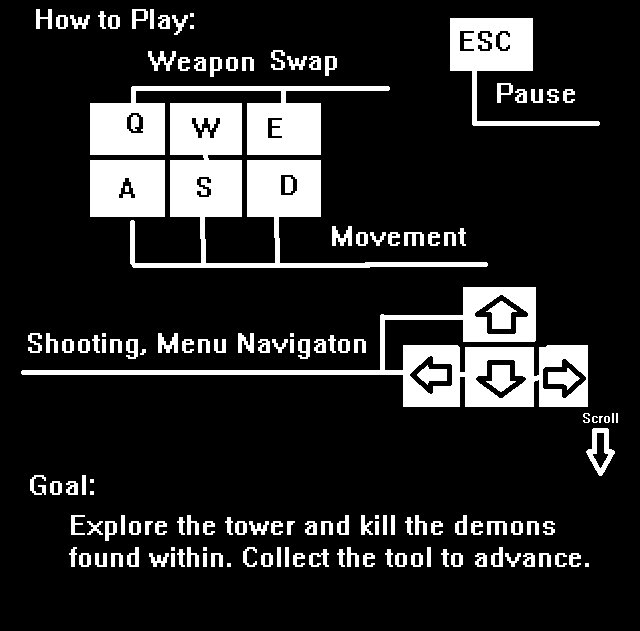 How to Play:
ESC
Weapon Swap
Pause
Q W E
A S D
Movement
Shooting, Menu Navigaton
Scroll
Goal:
Explore the tower and kill the demons
found within. Collect the tool to advance.